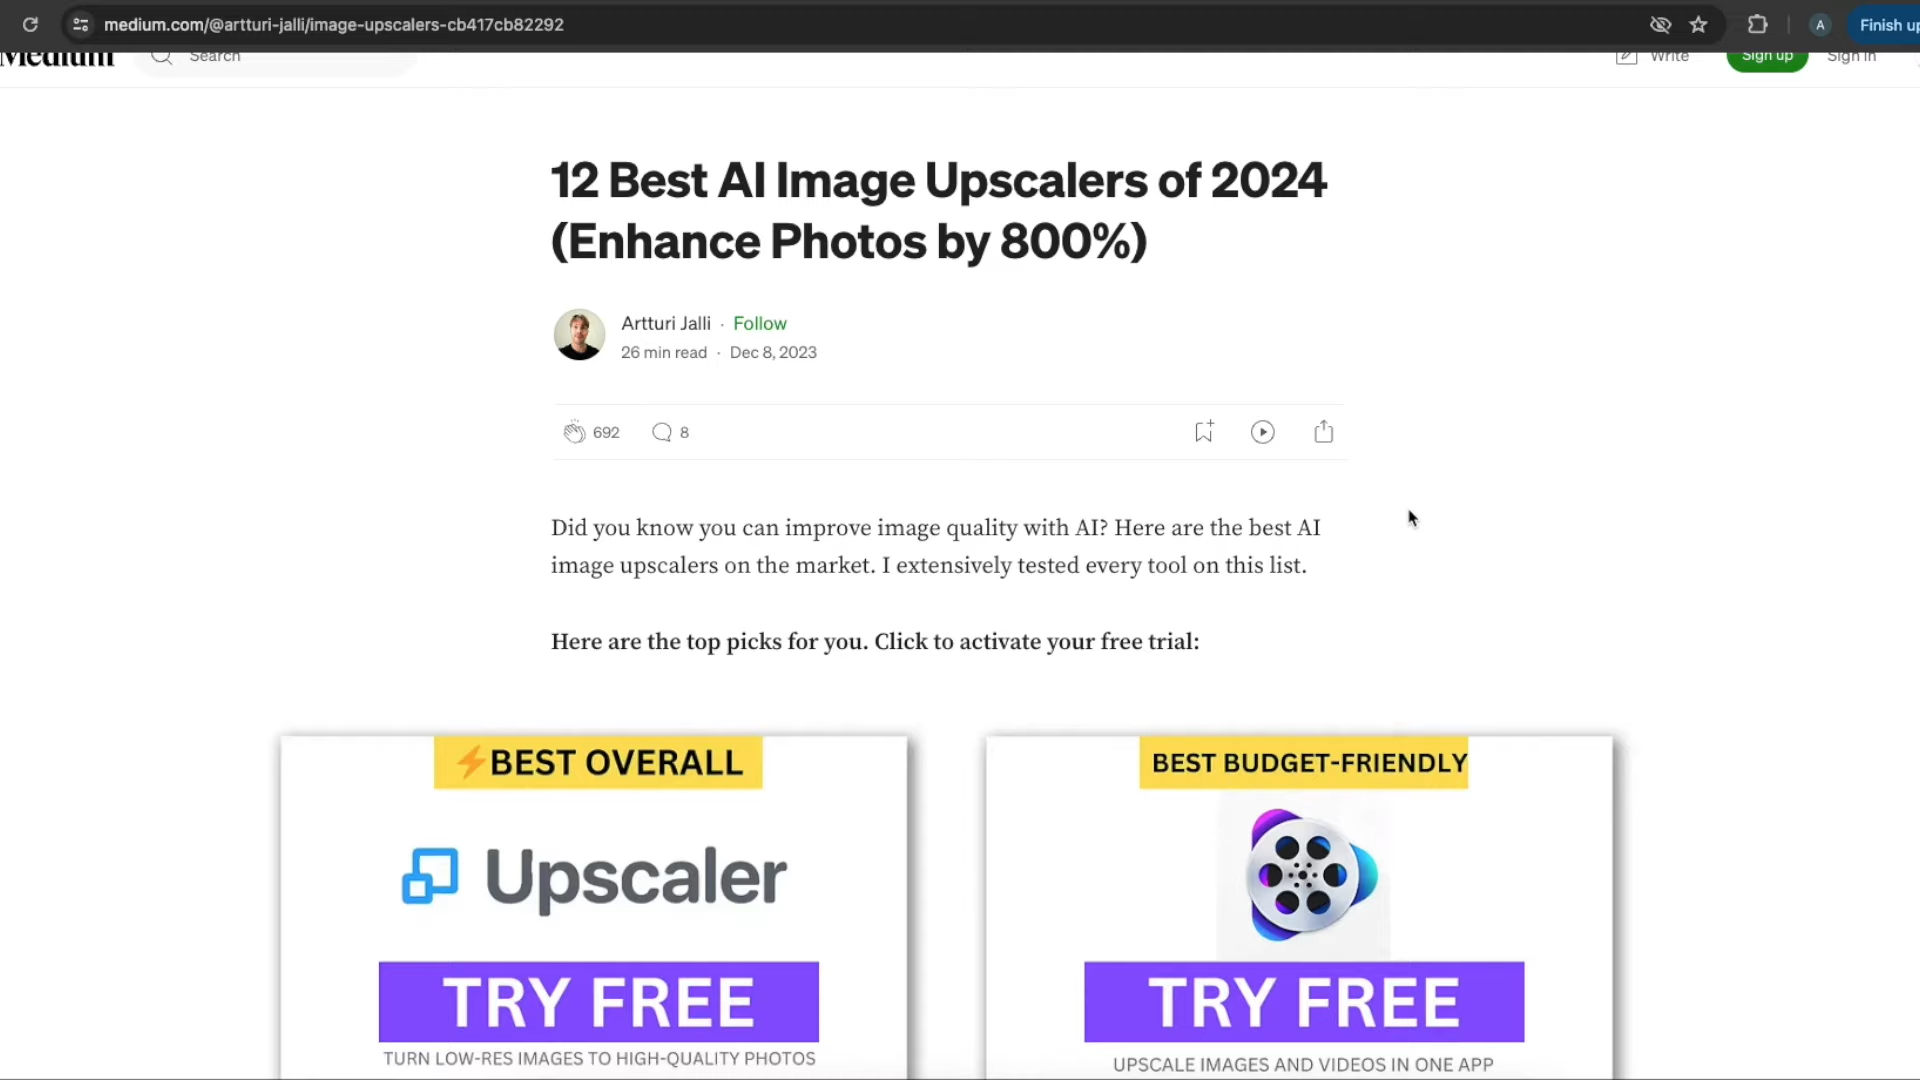 medium.com/@artturi-jalli/image-upscalers-cb417cb82292
A
Finish up
Medium
Search
Write
Sign up
Sign in
12 Best AI Image Upscalers of 2024
(Enhance Photos by 800%)
Artturi Jalli · Follow
26 min read · Dec 8, 2023
692
8
Did you know you can improve image quality with AI? Here are the best AI
image upscalers on the market. I extensively tested every tool on this list.
Here are the top picks for you. Click to activate your free trial:
⚡BEST OVERALL
Upscaler
TRY FREE
TURN LOW-RES IMAGES TO HIGH-QUALITY PHOTOS
BEST BUDGET-FRIENDLY
TRY FREE
UPSCALE IMAGES AND VIDEOS IN ONE APP